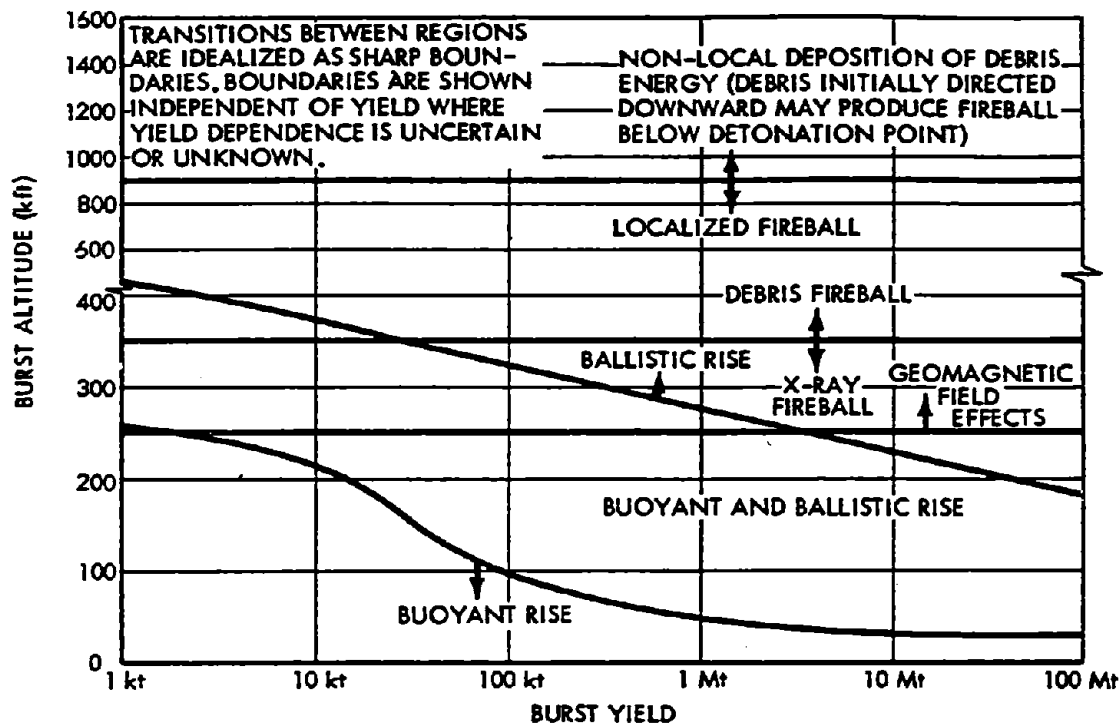 1600
TRANSITIONS BETWEEN REGIONS
ARE IDEALIZED AS SHARP BOUN-
DARIES. BOUNDARIES ARE SHOWN
INDEPENDENT OF YIELD WHERE
YIELD DEPENDENCE IS UNCERTAIN
OR UNKNOWN.
NON-LOCAL DEPOSITION OF DEBRIS
ENERGY (DEBRIS INITIALLY DIRECTED
DOWNWARD MAY PRODUCE FIREBALL
BELOW DETONATION POINT)
1400
1200
1000
800
LOCALIZED FIREBALL
600
400
DEBRIS FIREBALL
BALLISTIC RISE
X-RAY
FIREBALL
GEOMAGNETIC
FIELD
EFFECTS
300
200
BUOYANT AND BALLISTIC RISE
100
BUOYANT RISE
0
BURST ALTITUDE (kft)
1 kt
10 kt
100 kt
1 Mt
10 Mt
100 Mt
BURST YIELD